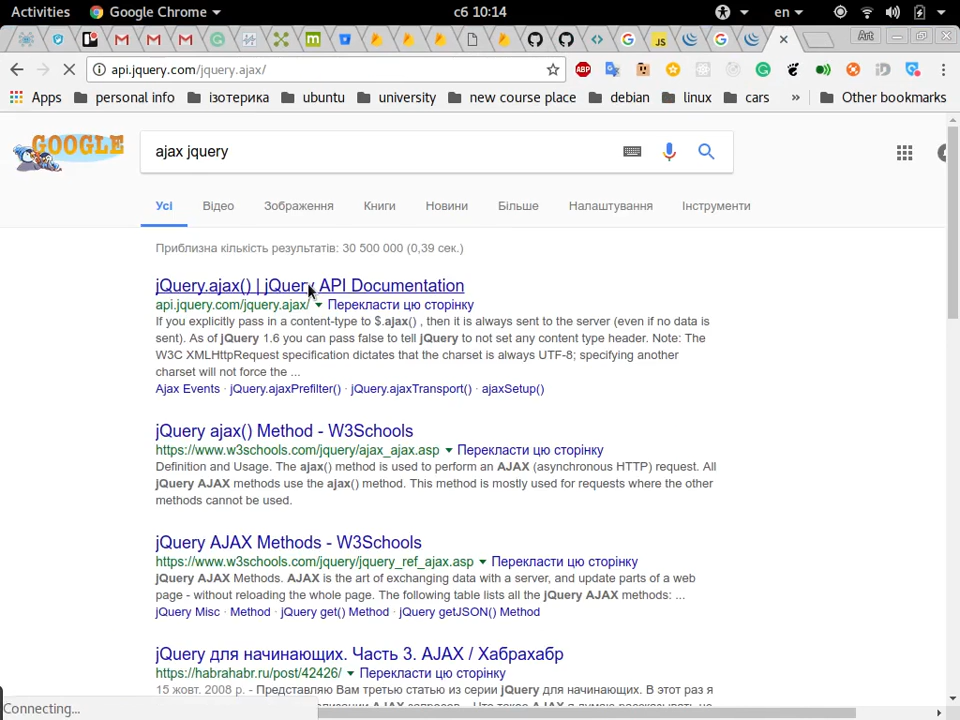 Activities Google Chrome сб 10:14 en
api.jquery.com/jquery.ajax/ ABP
Apps personal info ізотерика ubuntu university new course place debian linux cars » Other bookmarks
GOOGLE ajax jquery
Усі Відео Зображення Книги Новини Більше Налаштування Інструменти
Приблизна кількість результатів: 30 500 000 (0,39 сек.)
jQuery.ajax() | jQuery API Documentation
api.jquery.com/jquery.ajax/ Перекласти цю сторінку
If you explicitly pass in a content-type to $.ajax() , then it is always sent to the server (even if no data is
sent). As of jQuery 1.6 you can pass false to tell jQuery to not set any content type header. Note: The
W3C XMLHttpRequest specification dictates that the charset is always UTF-8; specifying another
charset will not force the ...
Ajax Events · jQuery.ajaxPrefilter() · jQuery.ajaxTransport() · ajaxSetup()
jQuery ajax() Method - W3Schools
https://www.w3schools.com/jquery/ajax_ajax.asp Перекласти цю сторінку
Definition and Usage. The ajax() method is used to perform an AJAX (asynchronous HTTP) request. All
jQuery AJAX methods use the ajax() method. This method is mostly used for requests where the other
methods cannot be used.
jQuery AJAX Methods - W3Schools
https://www.w3schools.com/jquery/jquery_ref_ajax.asp Перекласти цю сторінку
jQuery AJAX Methods. AJAX is the art of exchanging data with a server, and update parts of a web
page - without reloading the whole page. The following table lists all the jQuery AJAX methods: ...
jQuery Misc · Method · jQuery get() Method · jQuery getJSON() Method
jQuery для начинающих. Часть 3. AJAX / Хабрахабр
https://habrahabr.ru/post/42426/ Перекласти цю сторінку
15 жовт. 2008 р. - Представляю Вам третью статью из серии jQuery для начинающих. В этот раз я
Connecting...